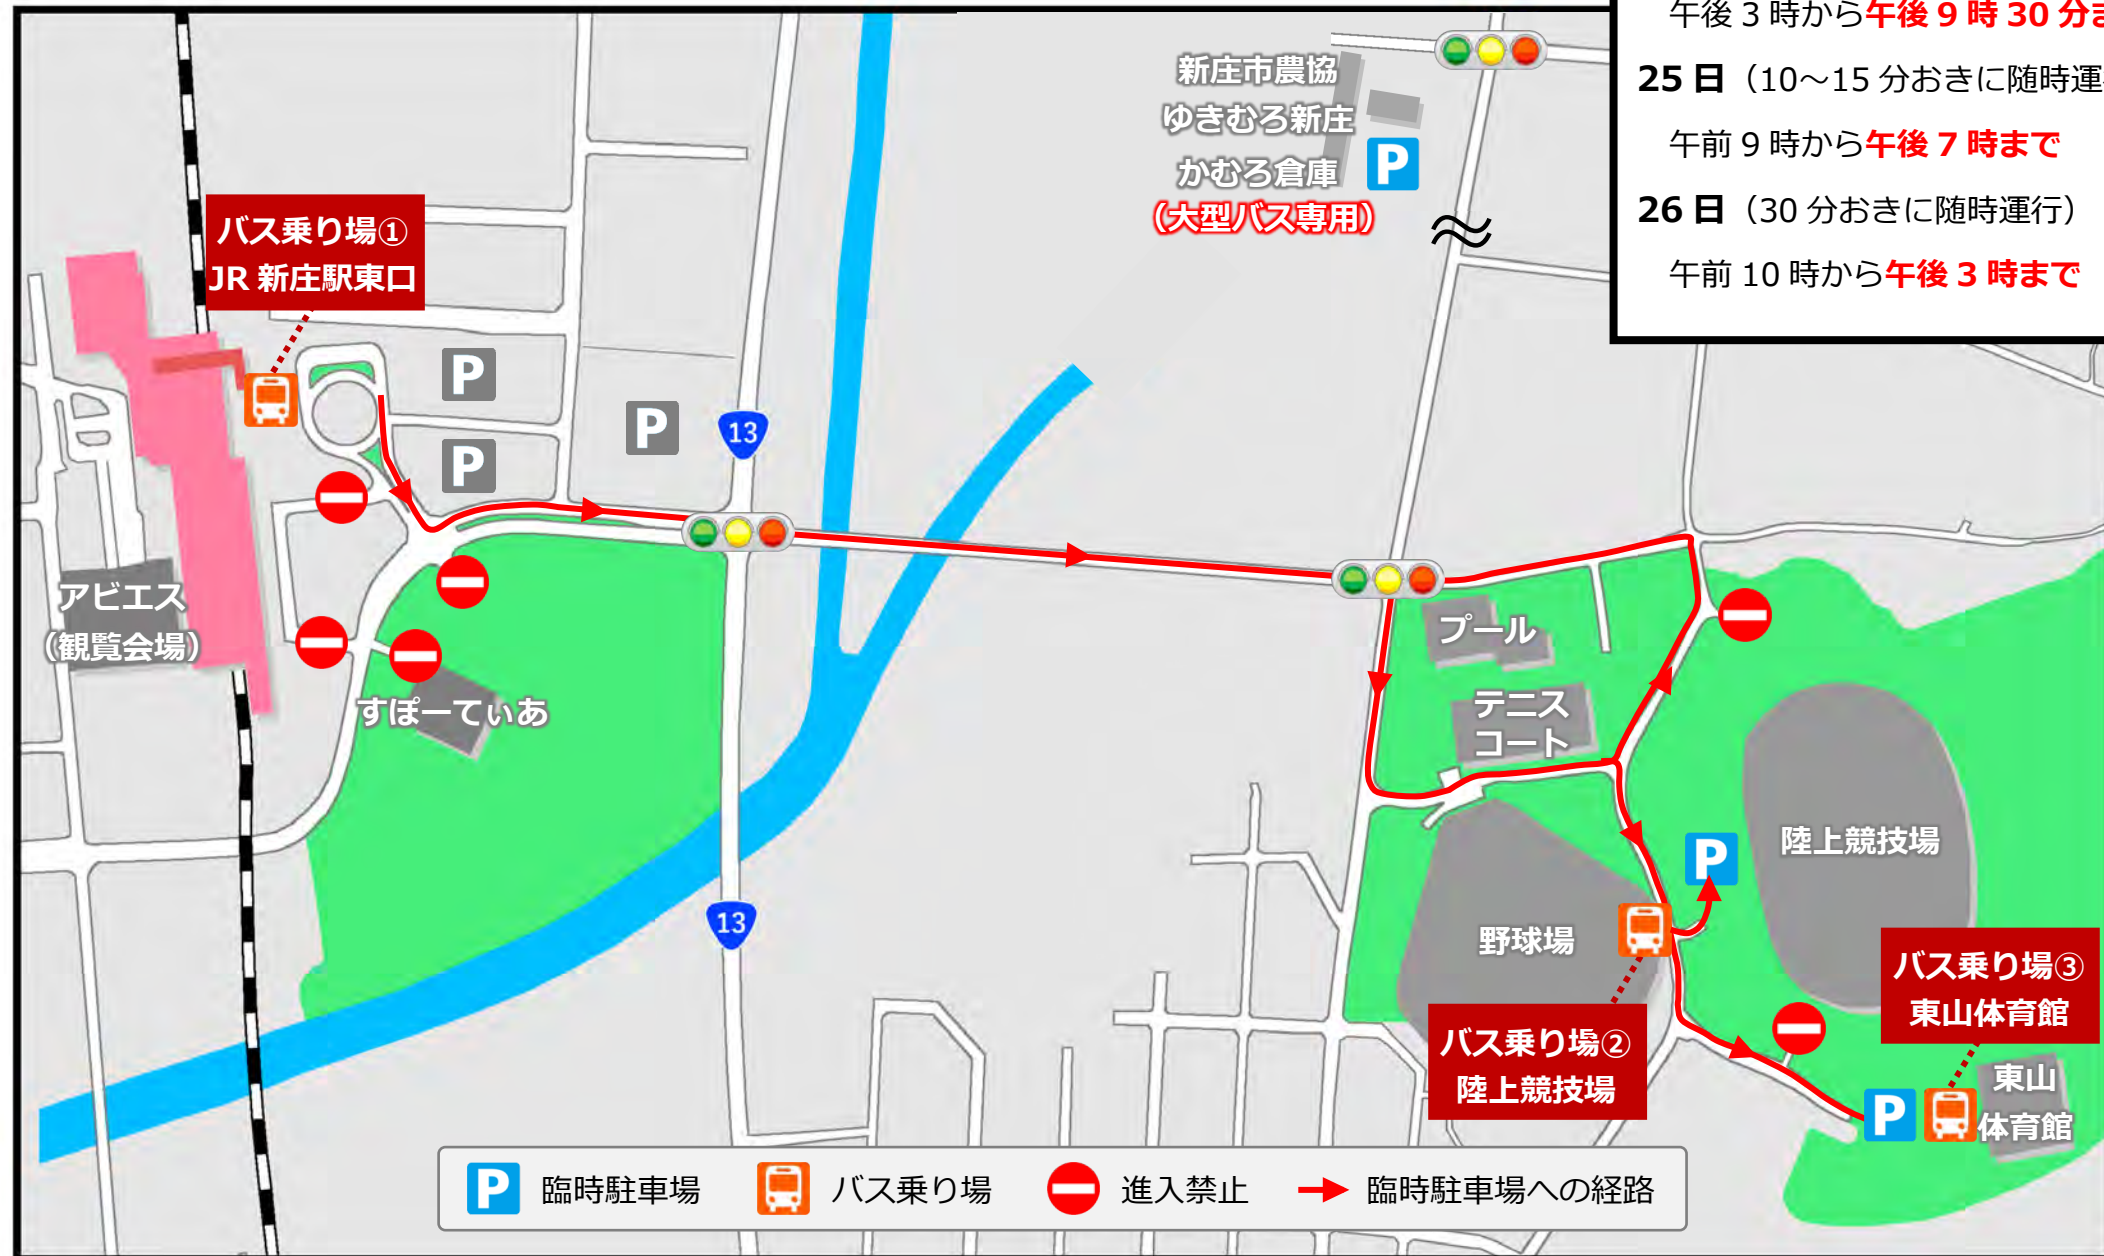 午後 3 時から午後 9 時 30 分ま
25 日（10～15 分おきに随時運
午前 9 時から午後 7 時まで
26 日（30 分おきに随時運行）
午前 10 時から午後 3 時まで
新庄市農協
ゆきむろ新庄
かむろ倉庫
（大型バス専用）
P
バス乗り場①
JR 新庄駅東口
P
P
P
13
アビエス
（観覧会場）
すぽーてぃあ
プール
テニス
コート
陸上競技場
P
野球場
13
バス乗り場③
東山体育館
バス乗り場②
陸上競技場
東山
体育館
P
P 臨時駐車場 バス乗り場 進入禁止 臨時駐車場への経路